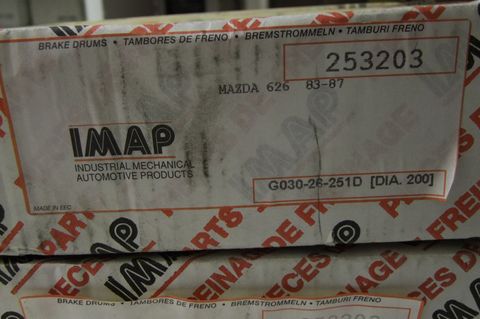 BRAKE DRUMS • TAMBORES DE FRENO • BREMSTROMMELN • TAMBURI FRENO
253203
MAZDA 626 83-87
IMAP
INDUSTRIAL MECHANICAL
AUTOMOTIVE PRODUCTS
G030-26-251D [DIA. 200]
MADE IN EEC
BRAKE DRUMS • TAMBORES DE FRENO • BREMSTROMMELN • TAMBURI FRENO